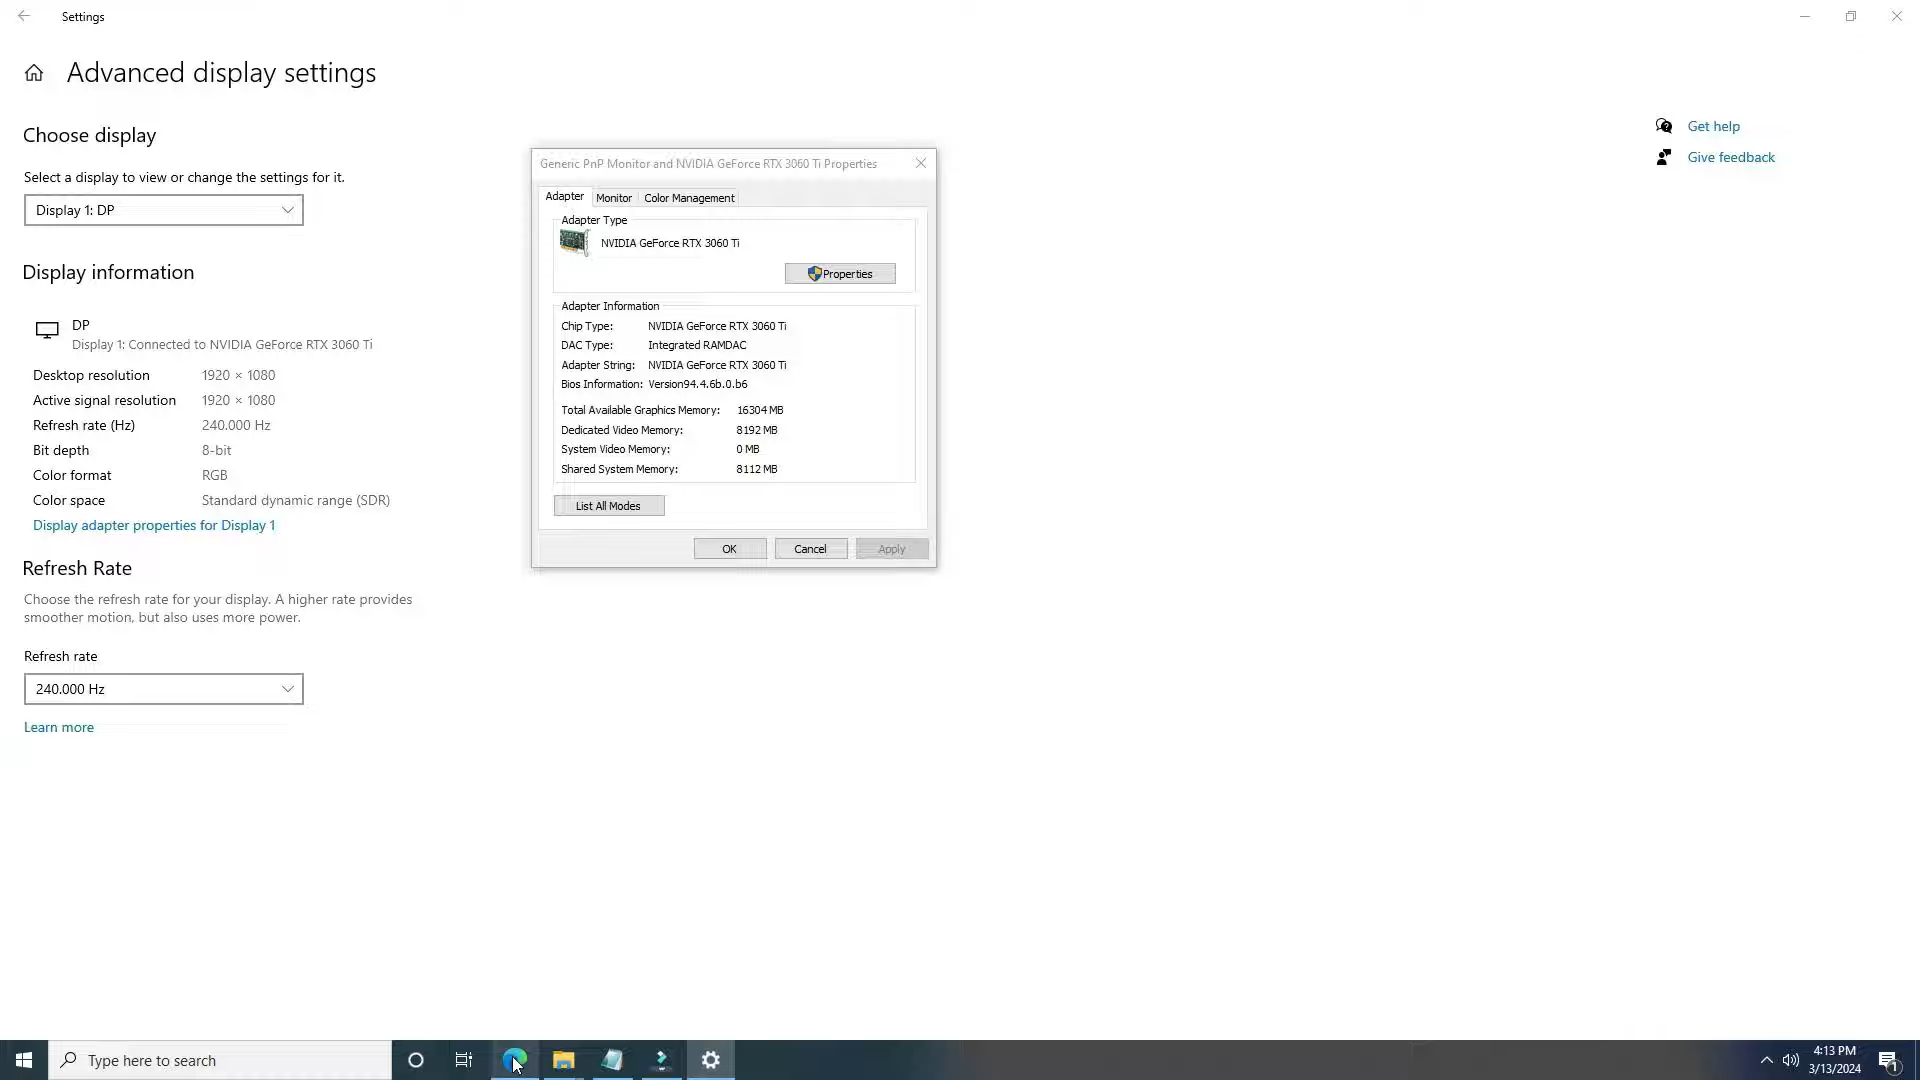 Settings
Advanced display settings
Choose display
Select a display to view or change the settings for it.
Display 1: DP
Display information
DP
Display 1: Connected to NVIDIA GeForce RTX 3060 Ti
Desktop resolution 1920 × 1080
Active signal resolution 1920 × 1080
Refresh rate (Hz) 240.000 Hz
Bit depth 8-bit
Color format RGB
Color space Standard dynamic range (SDR)
Display adapter properties for Display 1
Refresh Rate
Choose the refresh rate for your display. A higher rate provides
smoother motion, but also uses more power.
Refresh rate
240.000 Hz
Learn more
Generic PnP Monitor and NVIDIA GeForce RTX 3060 Ti Properties
Adapter Monitor Color Management
Adapter Type
NVIDIA GeForce RTX 3060 Ti
Properties
Adapter Information
Chip Type: NVIDIA GeForce RTX 3060 Ti
DAC Type: Integrated RAMDAC
Adapter String: NVIDIA GeForce RTX 3060 Ti
Bios Information: Version94.4.6b.0.b6
Total Available Graphics Memory: 16304 MB
Dedicated Video Memory: 8192 MB
System Video Memory: 0 MB
Shared System Memory: 8112 MB
List All Modes
OK Cancel Apply
Get help
Give feedback
Type here to search
4:13 PM
3/13/2024
1